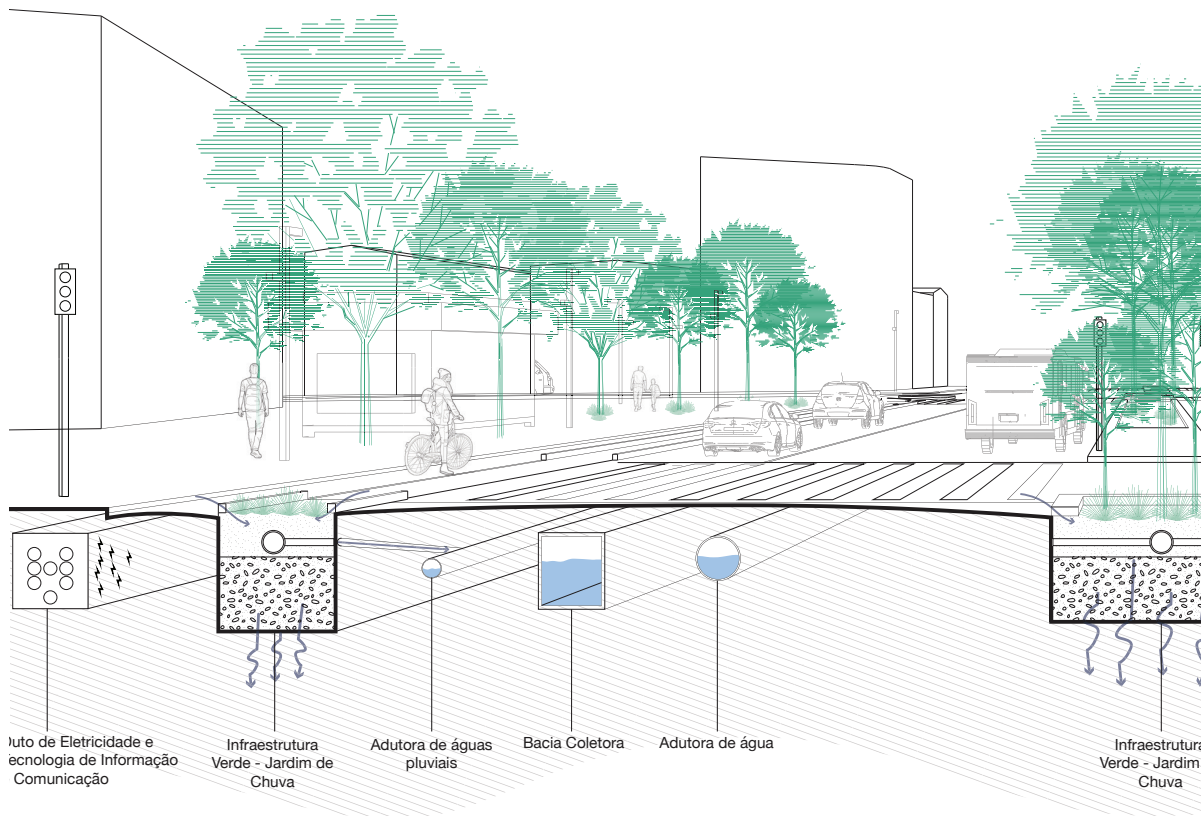 Duto de Eletricidade e
Tecnologia de Informação
Comunicação
Infraestrutura
Verde - Jardim de
Chuva
Adutora de águas
pluviais
Bacia Coletora
Adutora de água
Infraestrutura
Verde - Jardim
Chuva